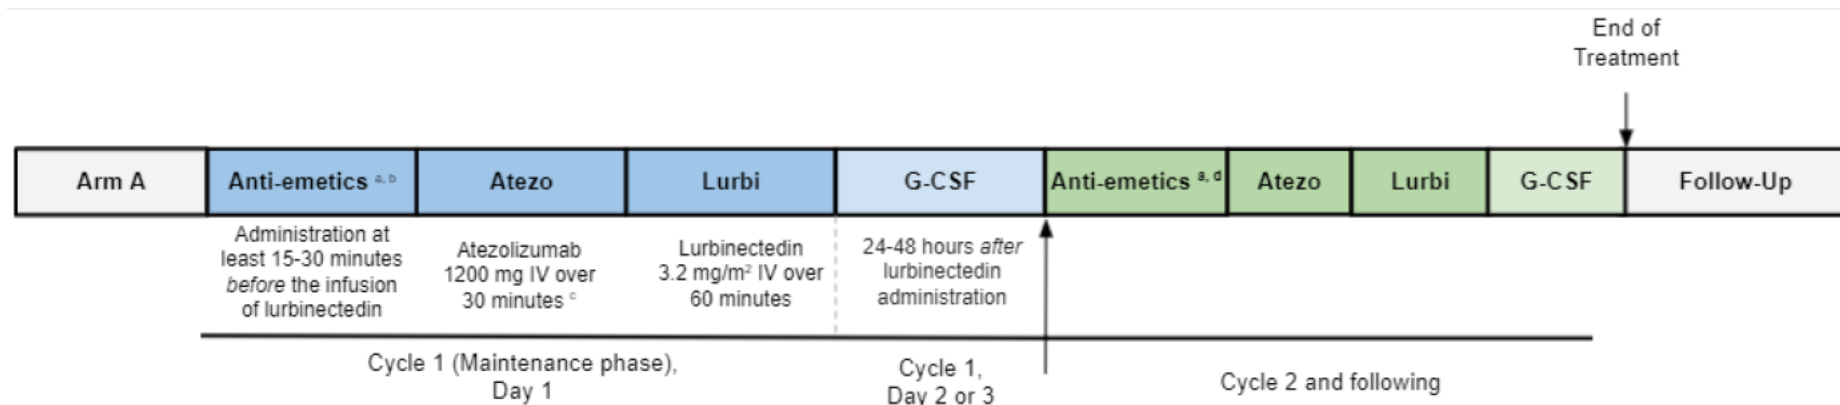 End of
Treatment
Arm A
Anti-emetics a, b
Atezo
Lurbi
G-CSF
Anti-emetics a, d
Atezo
Lurbi
G-CSF
Follow-Up
Administration at
least 15-30 minutes
before the infusion
of lurbinectedin
Atezolizumab
1200 mg IV over
30 minutes c
Lurbinectedin
3.2 mg/m² IV over
60 minutes
24-48 hours after
lurbinectedin
administration
Cycle 1 (Maintenance phase),
Day 1
Cycle 1,
Day 2 or 3
Cycle 2 and following